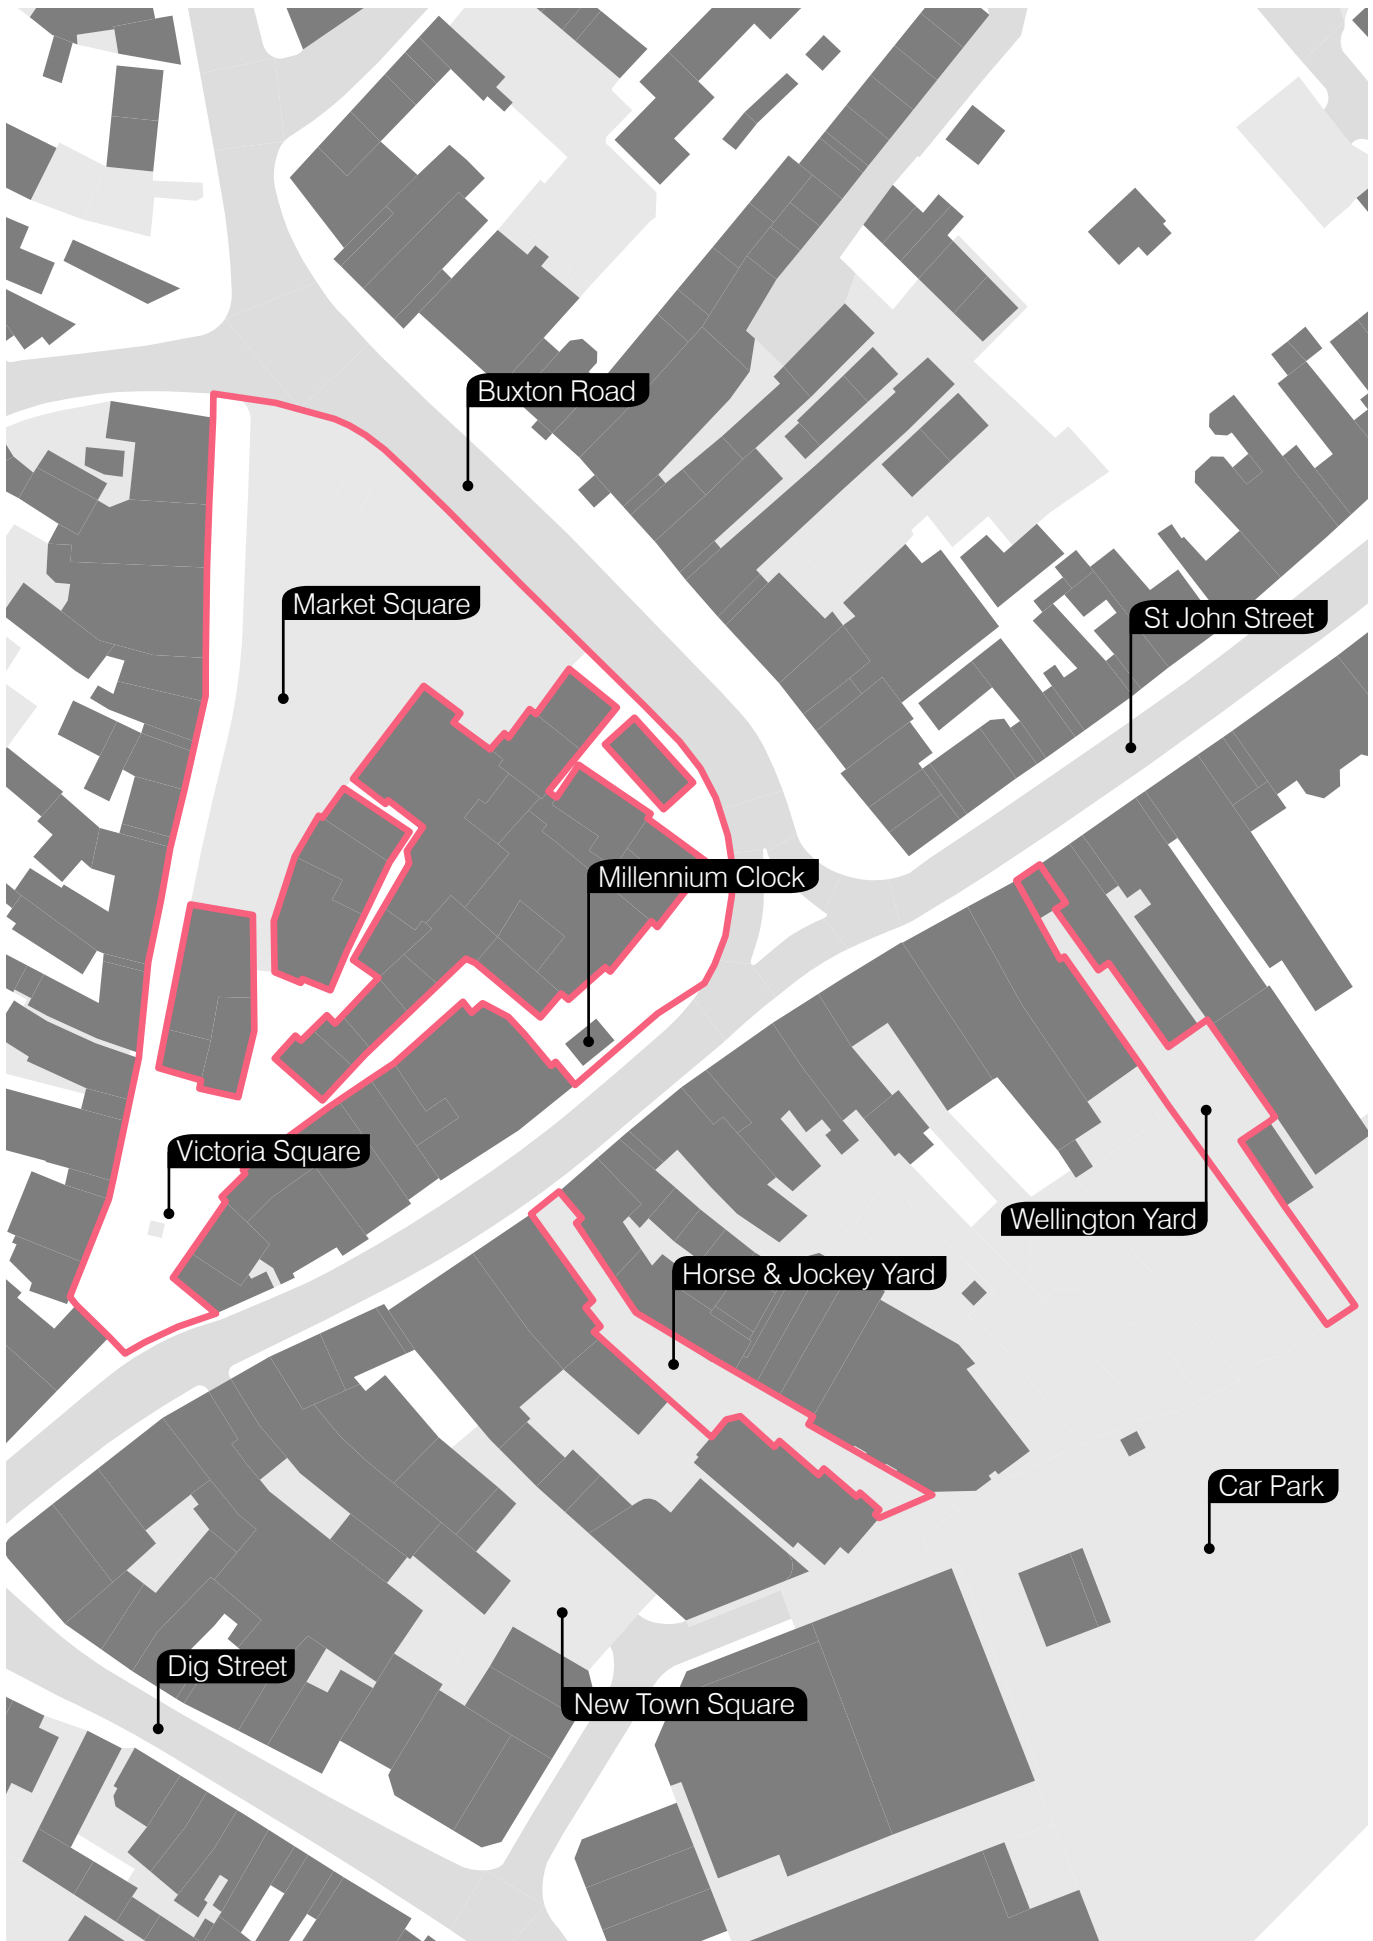 Buxton Road
Market Square
St John Street
Millennium Clock
Victoria Square
Wellington Yard
Horse & Jockey Yard
Car Park
Dig Street
New Town Square